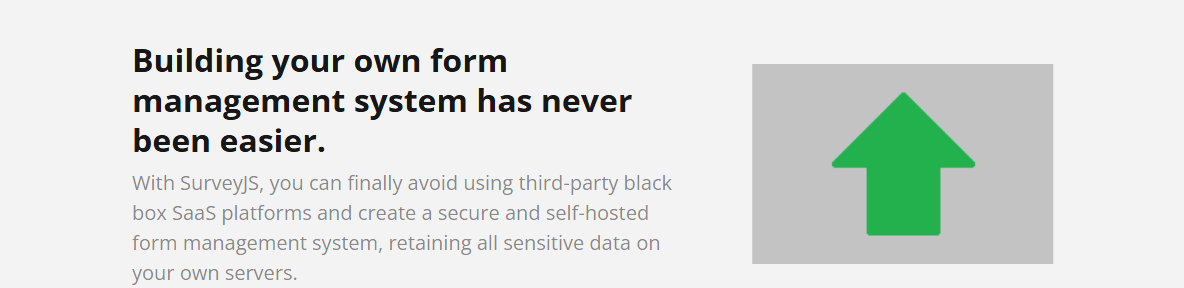 Building your own form
management system has never
been easier.
With SurveyJS, you can finally avoid using third-party black
box SaaS platforms and create a secure and self-hosted
form management system, retaining all sensitive data on
your own servers.